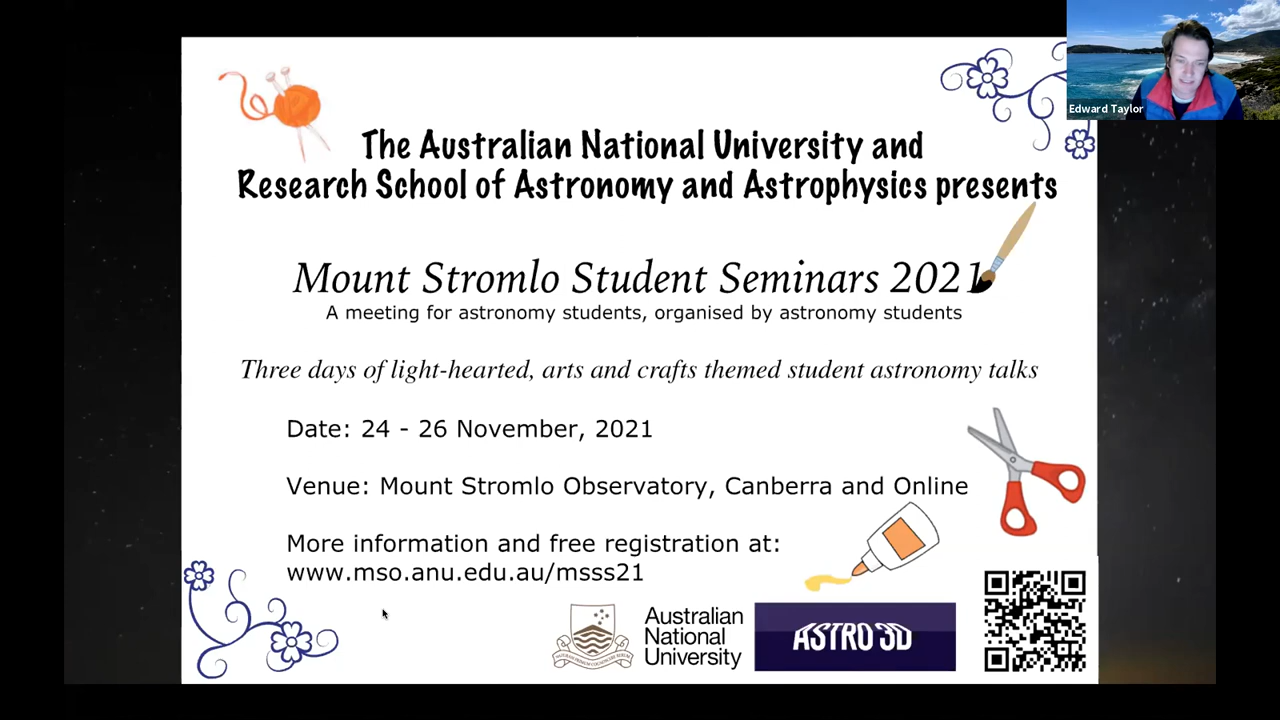 Edward Taylor
The Australian National University and
Research School of Astronomy and Astrophysics presents
Mount Stromlo Student Seminars 2021
A meeting for astronomy students, organised by astronomy students
Three days of light-hearted, arts and crafts themed student astronomy talks
Date: 24 - 26 November, 2021
Venue: Mount Stromlo Observatory, Canberra and Online
More information and free registration at:
www.mso.anu.edu.au/msss21
Australian
National
University
ASTRO 3D